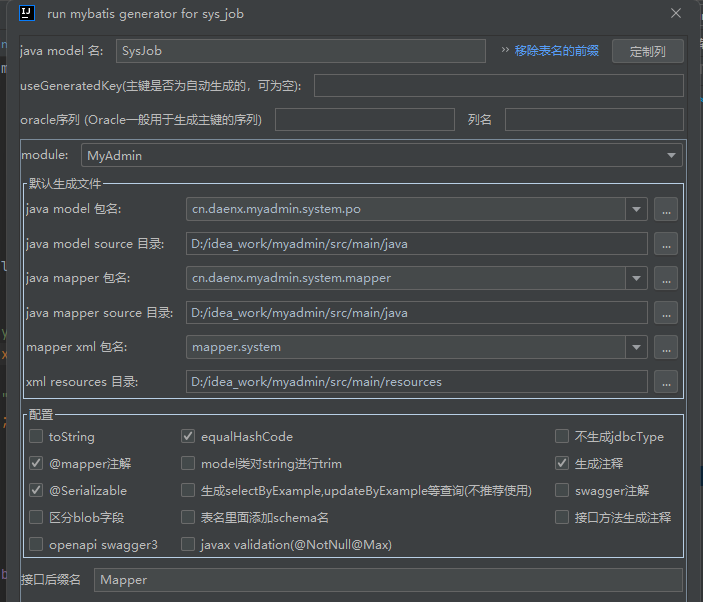 run mybatis generator for sys_job
java model 名: SysJob >> 移除表名的前缀 定制列
useGeneratedKey(主键是否为自动生成的，可为空):
oracle序列 (Oracle一般用于生成主键的序列) 列名
module: MyAdmin
默认生成文件
java model 包名: cn.daenx.myadmin.system.po ...
java model source 目录: D:/idea_work/myadmin/src/main/java ...
java mapper 包名: cn.daenx.myadmin.system.mapper ...
java mapper source 目录: D:/idea_work/myadmin/src/main/java ...
mapper xml 包名: mapper.system ...
xml resources 目录: D:/idea_work/myadmin/src/main/resources ...
配置
toString equalHashCode 不生成jdbcType
@mapper注解 model类对string进行trim 生成注释
@Serializable 生成selectByExample,updateByExample等查询(不推荐使用) swagger注解
区分blob字段 表名里面添加schema名 接口方法生成注释
openapi swagger3 javax validation(@NotNull@Max)
接口后缀名 Mapper